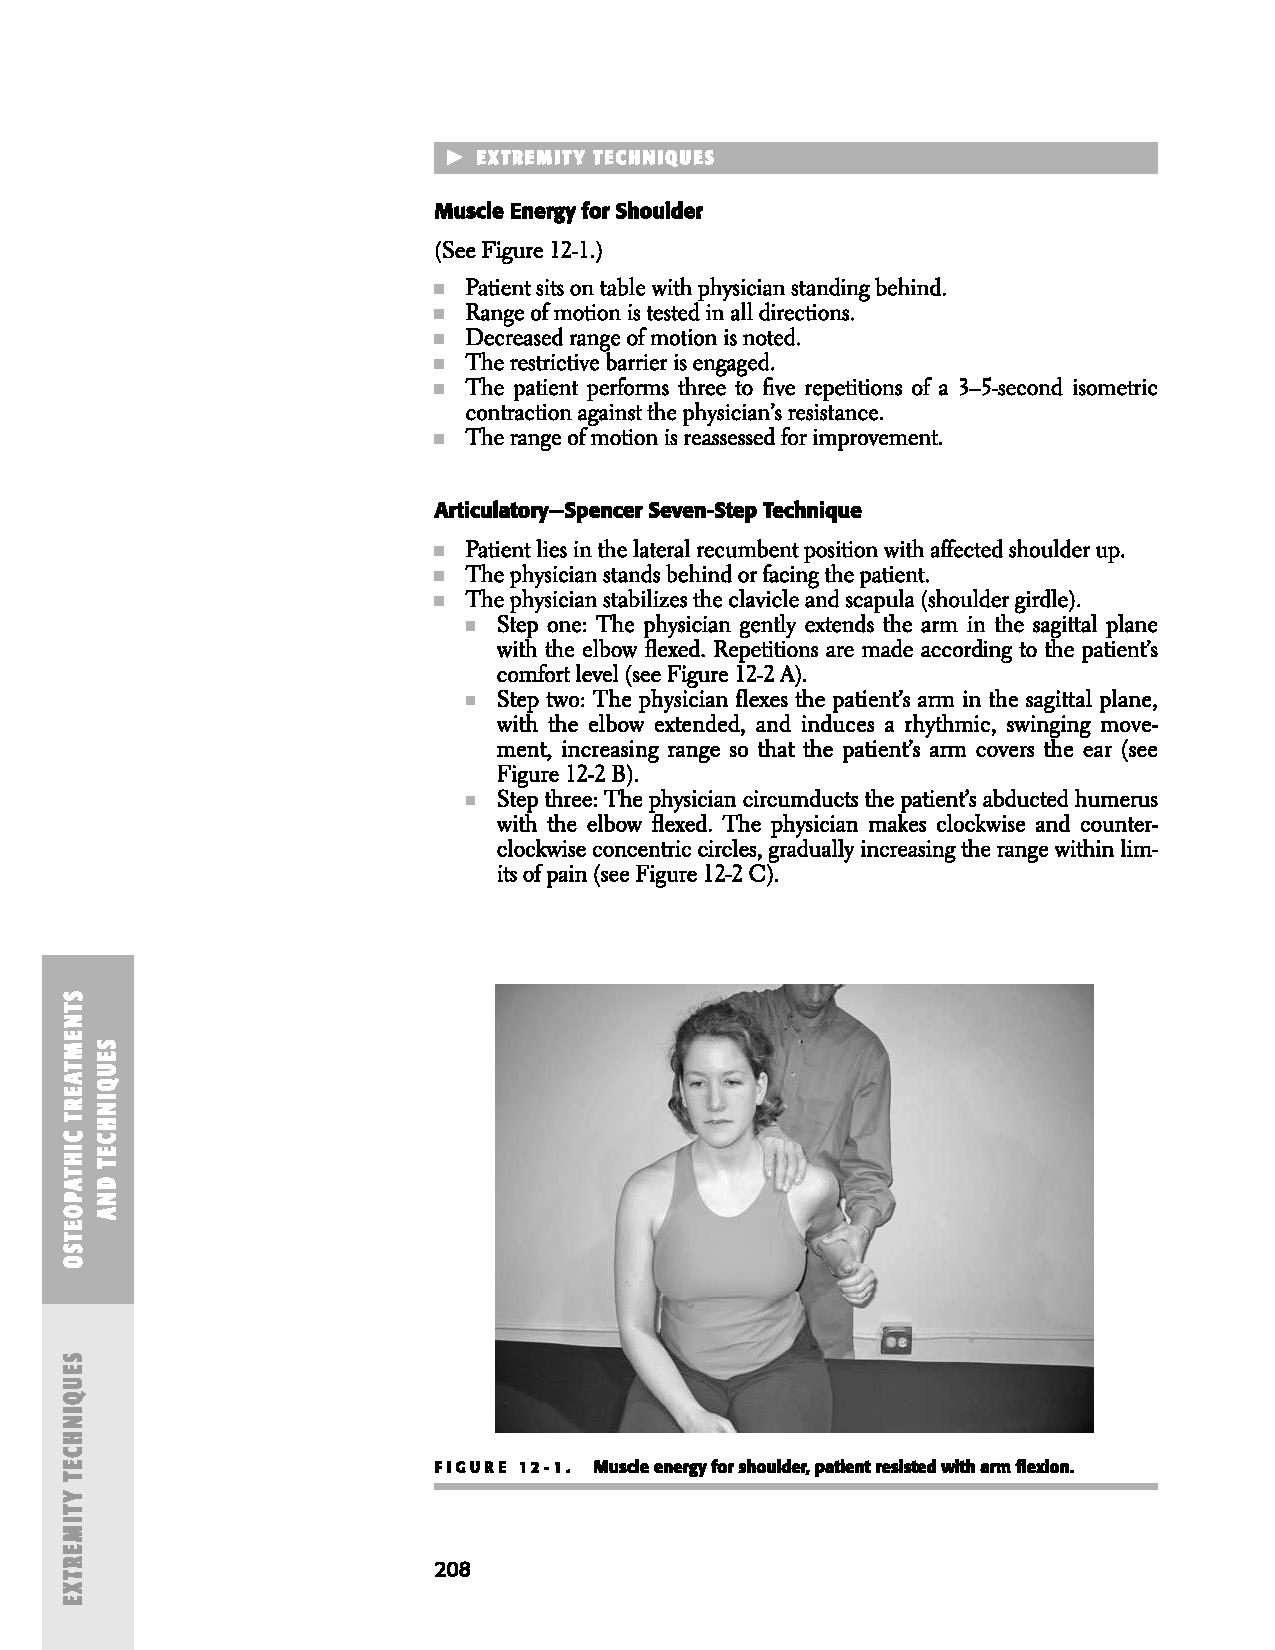 ▶ EXTREMITY TECHNIQUES
Muscle Energy for Shoulder
(See Figure 12-1.)
■ Patient sits on table with physician standing behind.
■ Range of motion is tested in all directions.
■ Decreased range of motion is noted.
■ The restrictive barrier is engaged.
■ The patient performs three to five repetitions of a 3–5-second isometric
contraction against the physician's resistance.
■ The range of motion is reassessed for improvement.
Articulatory—Spencer Seven-Step Technique
■ Patient lies in the lateral recumbent position with affected shoulder up.
■ The physician stands behind or facing the patient.
■ The physician stabilizes the clavicle and scapula (shoulder girdle).
■ Step one: The physician gently extends the arm in the sagittal plane
with the elbow flexed. Repetitions are made according to the patient's
comfort level (see Figure 12-2 A).
■ Step two: The physician flexes the patient's arm in the sagittal plane,
with the elbow extended, and induces a rhythmic, swinging move-
ment, increasing range so that the patient's arm covers the ear (see
Figure 12-2 B).
■ Step three: The physician circumducts the patient's abducted humerus
with the elbow flexed. The physician makes clockwise and counter-
clockwise concentric circles, gradually increasing the range within lim-
its of pain (see Figure 12-2 C).
OSTEOPATHIC TREATMENTS
AND TECHNIQUES
EXTREMITY TECHNIQUES
FIGURE 12-1. Muscle energy for shoulder, patient resisted with arm flexion.
208